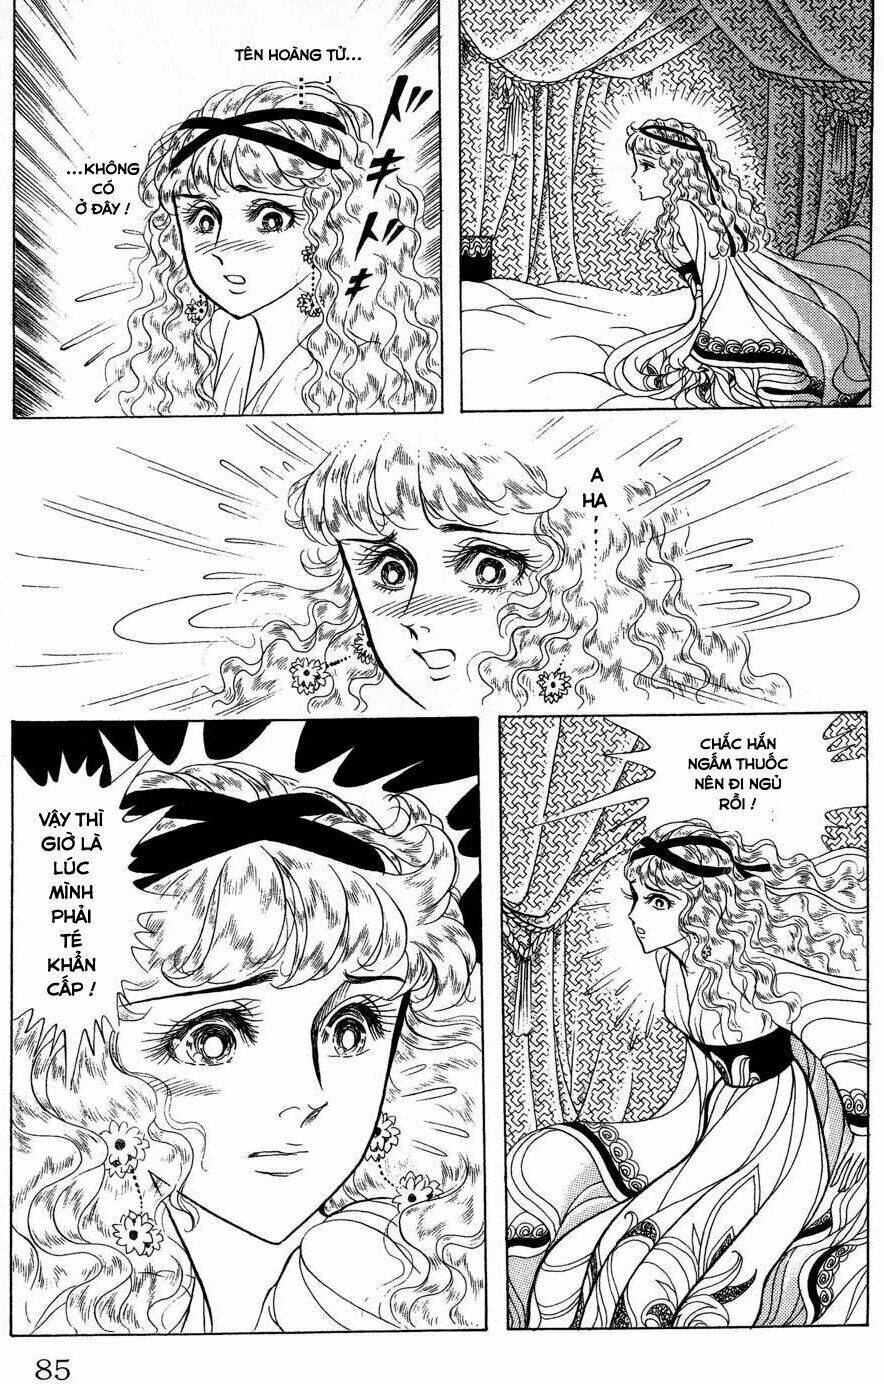 TÊN HOÀNG TỬ...
...KHÔNG
CÓ
Ở ĐÂY !
ドキドキ
A
HA
CHẮC HẮN
NGẤM THUỐC
NÊN ĐI NGỦ
RỒI !
VẬY THÌ
GIỜ LÀ
LÚC
MÌNH
PHẢI
TÉ
KHẨN
CẤP !
85